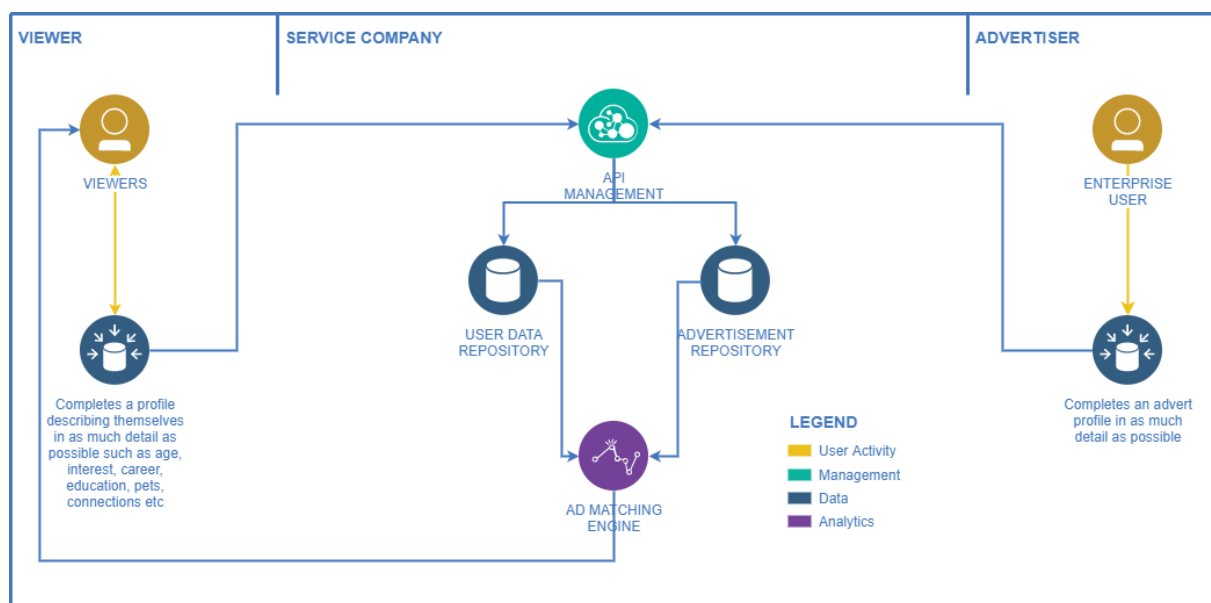 VIEWER
SERVICE COMPANY
ADVERTISER
VIEWERS
API
MANAGEMENT
ENTERPRISE
USER
USER DATA
REPOSITORY
ADVERTISEMENT
REPOSITORY
Completes a profile
describing themselves
in as much detail as
possible such as age,
interest, career,
education, pets,
connections etc
Completes an advert
profile in as much
detail as possible
LEGEND
User Activity
Management
Data
Analytics
AD MATCHING
ENGINE